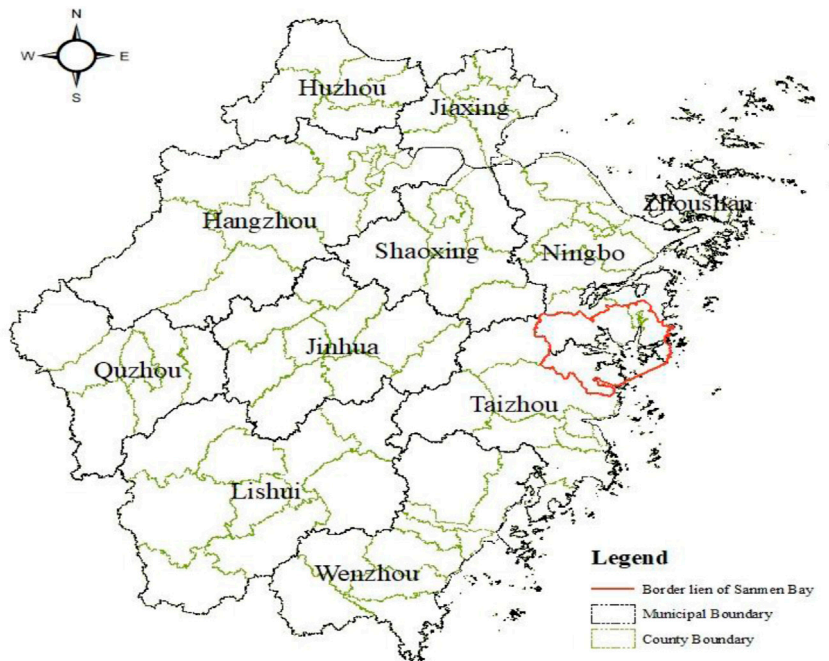 N
W E
S
Huzhou
Jiaxing
Zhoushan
Hangzhou
Shaoxing
Ningbo
Jinhua
Quzhou
Taizhou
Lishui
Wenzhou
Legend
Border lien of Sanmen Bay
Municipal Boundary
County Boundary